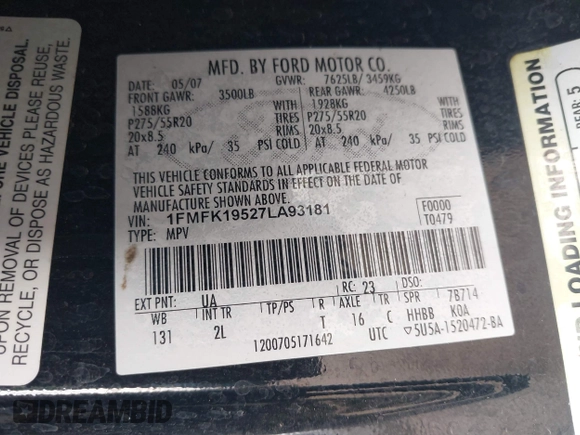 MFD. BY FORD MOTOR CO.
DATE: 05/07 GVWR: 7625LB/ 3459KG
FRONT GAWR: 3500LB REAR GAWR: 4250LB
1588KG 1928KG
P275/55R20 TIRES P275/55R20 TIRES
20x8.5 RIMS 20x8.5 RIMS
AT 240 kPa/ 35 PSI COLD AT 240 kPa/ 35 PSI COLD
THIS VEHICLE CONFORMS TO ALL APPLICABLE FEDERAL MOTOR
VEHICLE SAFETY STANDARDS IN EFFECT ON THE DATE OF
MANUFACTURE SHOWN ABOVE.
VIN: 1FMFK19527LA93181 F0000
TYPE: MPV T0479
EXT PNT: UA RC: 23 DSO:
WB INT TR TP/PS R AXLE TR SPR 7B714
131 2L T 16 C HHBB KOA
1200705171642 UTC 5U5A-1520472-BA
VEHICLE DISPOSAL.
UPON REMOVAL OF DEVICES PLEASE REUSE,
RECYCLE, OR DISPOSE AS HAZARDOUS WASTE.
LOADING INFORMATION
REAR: 5
DREAMBID